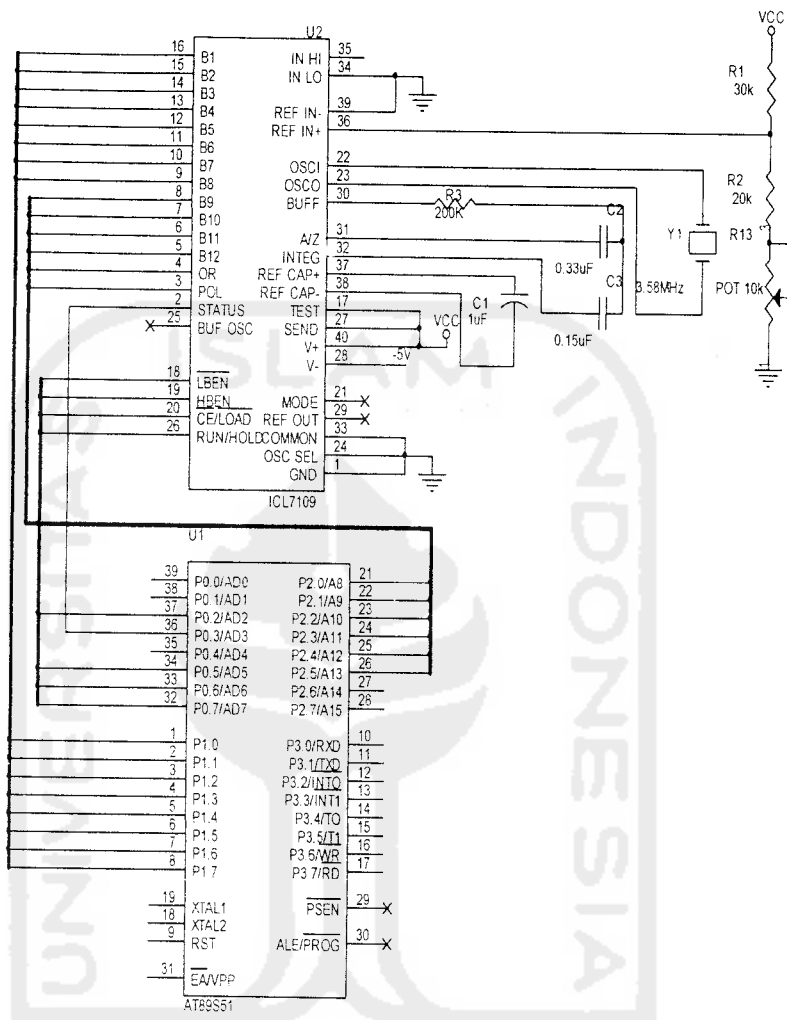 U2
16 B1
15 B2
14 B3
13 B4
12 B5
11 B6
10 B7
9 B8
8 B9
7 B10
6 B11
5 B12
4 OR
3 POL
2 STATUS
25 BUF OSC
18 LBEN
19 HBEN
20 CE/LOAD
26 RUN/HOLD
IN HI 35
IN LO 34
REF IN- 39
REF IN+ 36
OSCI 22
OSCO 23
BUFF 30
A/Z 31
INTEG 32
REF CAP+ 37
REF CAP- 38
TEST 17
SEND 27
V+ 40
V- 28
MODE 21
REF OUT 29
COMMON 33
OSC SEL 24
GND 1
ICL7109
R3
200K
C2
0.33uF
C3
0.15uF
C1
1uF
VCC
-5V
Y1
3.58MHz
VCC
R1
30k
R2
20k
R13
POT 10k
U1
39 P0.0/AD0
38 P0.1/AD1
37 P0.2/AD2
36 P0.3/AD3
35 P0.4/AD4
34 P0.5/AD5
33 P0.6/AD6
32 P0.7/AD7
1 P1.0
2 P1.1
3 P1.2
4 P1.3
5 P1.4
6 P1.5
7 P1.6
8 P1.7
19 XTAL1
18 XTAL2
9 RST
31 EA/VPP
P2.0/A8 21
P2.1/A9 22
P2.2/A10 23
P2.3/A11 24
P2.4/A12 25
P2.5/A13 26
P2.6/A14 27
P2.7/A15 28
P3.0/RXD 10
P3.1/TXD 11
P3.2/INT0 12
P3.3/INT1 13
P3.4/TO 14
P3.5/T1 15
P3.6/WR 16
P3.7/RD 17
PSEN 29
ALE/PROG 30
AT89S51
UNIVERSITAS
ISLAM
INDONESIA